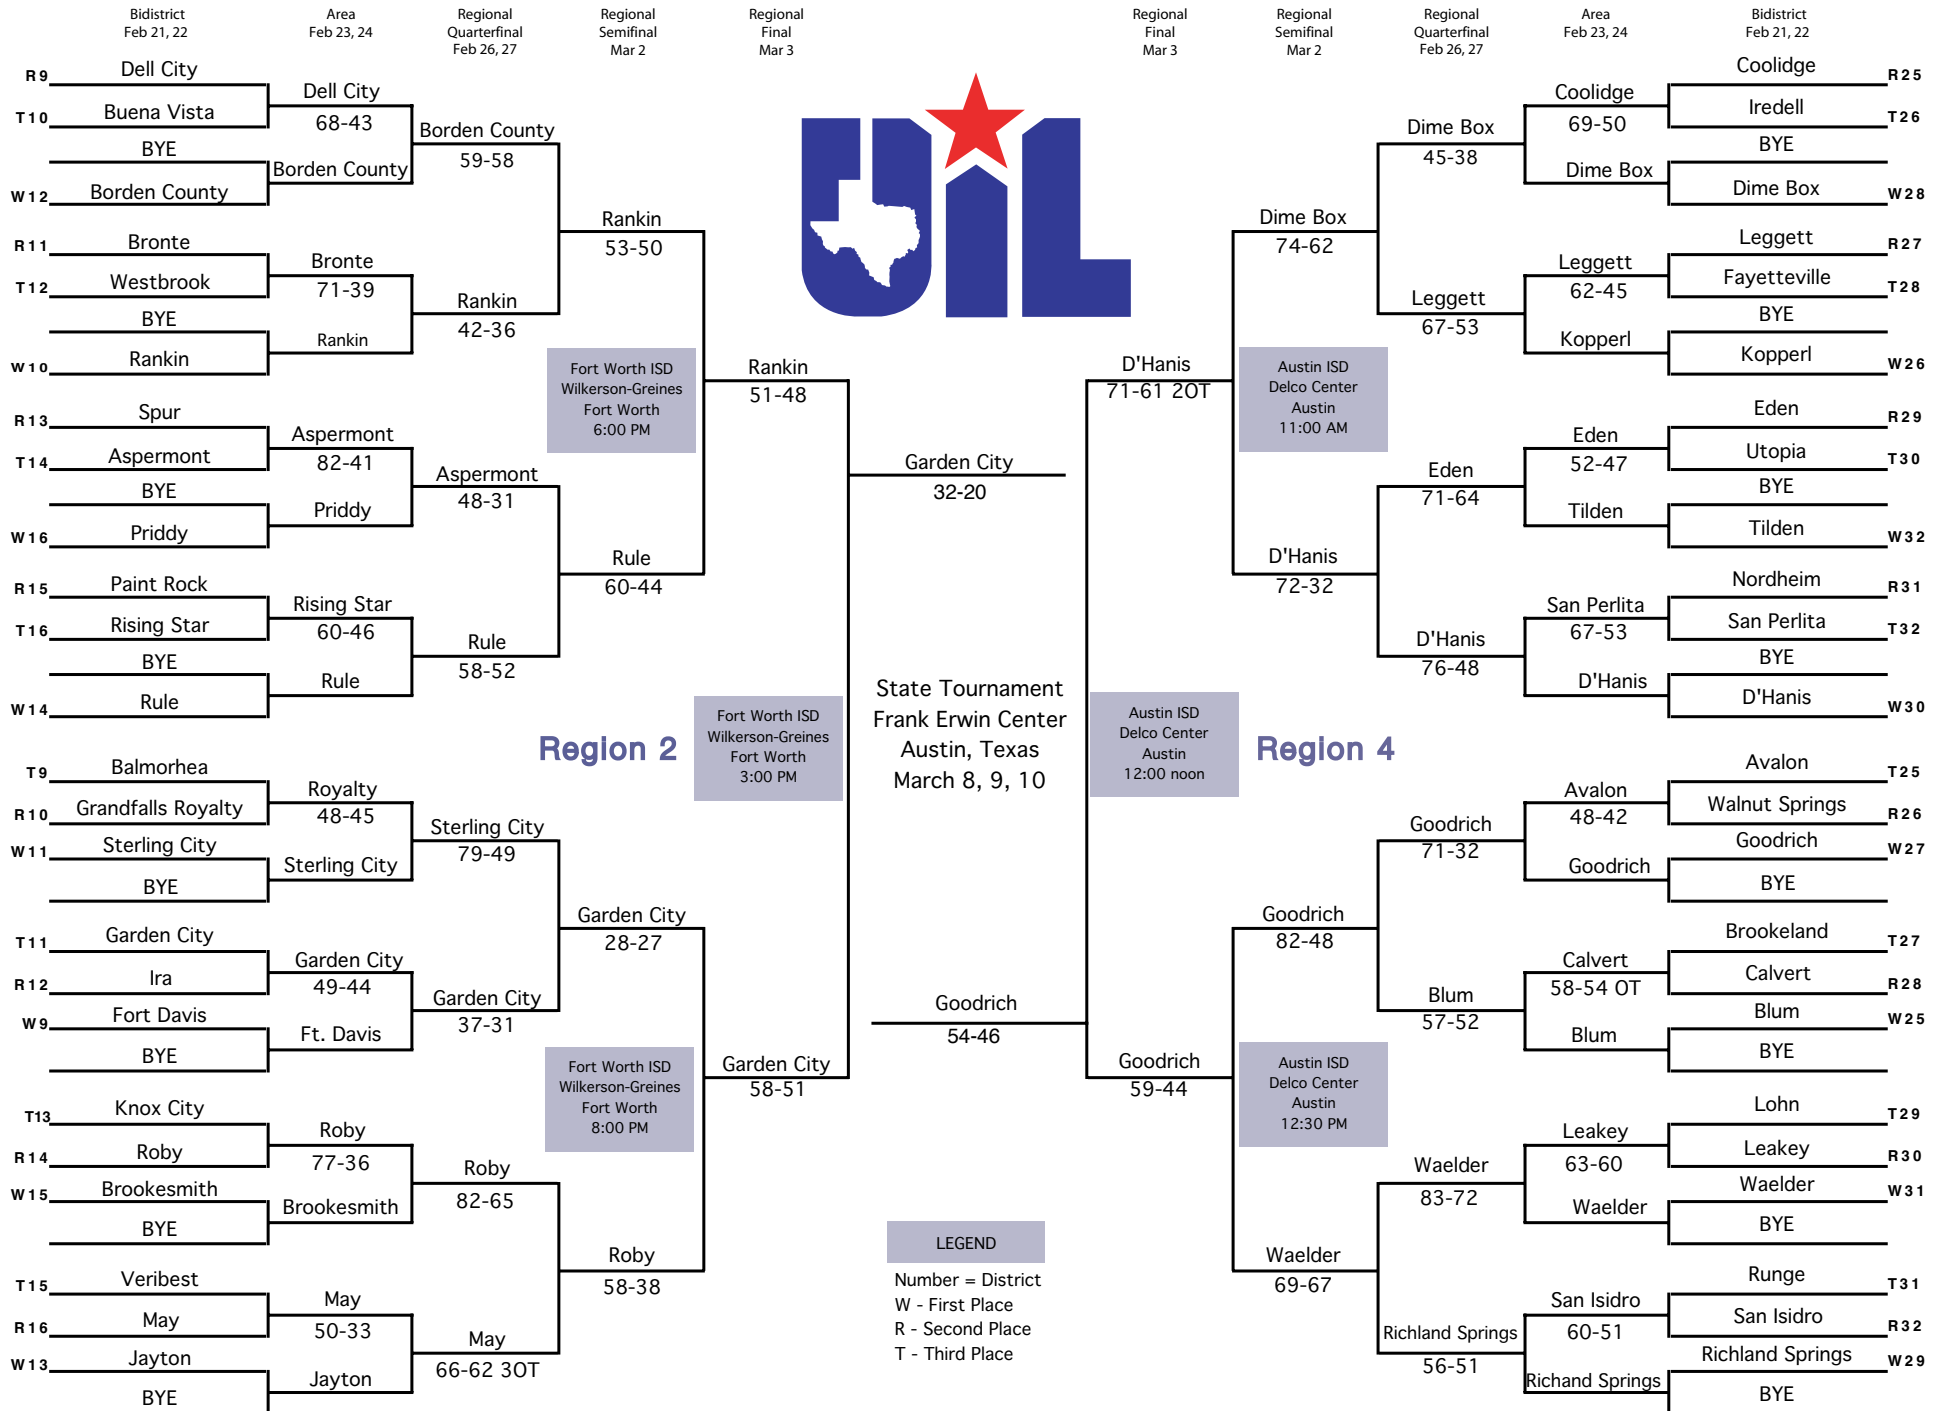 Bidistrict
Feb 21, 22
Area
Feb 23, 24
Regional
Quarterfinal
Feb 26, 27
Regional
Semifinal
Mar 2
Regional
Final
Mar 3
Regional
Final
Mar 3
Regional
Semifinal
Mar 2
Regional
Quarterfinal
Feb 26, 27
Area
Feb 23, 24
Bidistrict
Feb 21, 22
UIL
R9
Dell City
T10
Buena Vista
BYE
W12
Borden County
R11
Bronte
T12
Westbrook
BYE
W10
Rankin
R13
Spur
T14
Aspermont
BYE
W16
Priddy
R15
Paint Rock
T16
Rising Star
BYE
W14
Rule
T9
Balmorhea
R10
Grandfalls Royalty
W11
Sterling City
BYE
T11
Garden City
R12
Ira
W9
Fort Davis
BYE
T13
Knox City
R14
Roby
W15
Brookesmith
BYE
T15
Veribest
R16
May
W13
Jayton
BYE
Dell City
68-43
Borden County
Bronte
71-39
Rankin
Aspermont
82-41
Priddy
Rising Star
60-46
Rule
Royalty
48-45
Sterling City
Garden City
49-44
Ft. Davis
Roby
77-36
Brookesmith
May
50-33
Jayton
Borden County
59-58
Rankin
42-36
Aspermont
48-31
Rule
58-52
Sterling City
79-49
Garden City
37-31
Roby
82-65
May
66-62 3OT
Rankin
53-50
Fort Worth ISD
Wilkerson-Greines
Fort Worth
6:00 PM
Rule
60-44
Region 2
Garden City
28-27
Fort Worth ISD
Wilkerson-Greines
Fort Worth
8:00 PM
Roby
58-38
Rankin
51-48
Fort Worth ISD
Wilkerson-Greines
Fort Worth
3:00 PM
Garden City
58-51
Garden City
32-20
State Tournament
Frank Erwin Center
Austin, Texas
March 8, 9, 10
Goodrich
54-46
LEGEND
Number = District
W - First Place
R - Second Place
T - Third Place
D'Hanis
71-61 2OT
Austin ISD
Delco Center
Austin
12:00 noon
Goodrich
59-44
Dime Box
74-62
Austin ISD
Delco Center
Austin
11:00 AM
D'Hanis
72-32
Region 4
Goodrich
82-48
Austin ISD
Delco Center
Austin
12:30 PM
Waelder
69-67
Dime Box
45-38
Leggett
67-53
Eden
71-64
D'Hanis
76-48
Goodrich
71-32
Blum
57-52
Waelder
83-72
Richland Springs
56-51
Coolidge
69-50
Dime Box
Leggett
62-45
Kopperl
Eden
52-47
Tilden
San Perlita
67-53
D'Hanis
Avalon
48-42
Goodrich
Calvert
58-54 OT
Blum
Leakey
63-60
Waelder
San Isidro
60-51
Richand Springs
Coolidge
R25
Iredell
T26
BYE
Dime Box
W28
Leggett
R27
Fayetteville
T28
BYE
Kopperl
W26
Eden
R29
Utopia
T30
BYE
Tilden
W32
Nordheim
R31
San Perlita
T32
BYE
D'Hanis
W30
Avalon
T25
Walnut Springs
R26
Goodrich
W27
BYE
Brookeland
T27
Calvert
R28
Blum
W25
BYE
Lohn
T29
Leakey
R30
Waelder
W31
BYE
Runge
T31
San Isidro
R32
Richland Springs
W29
BYE